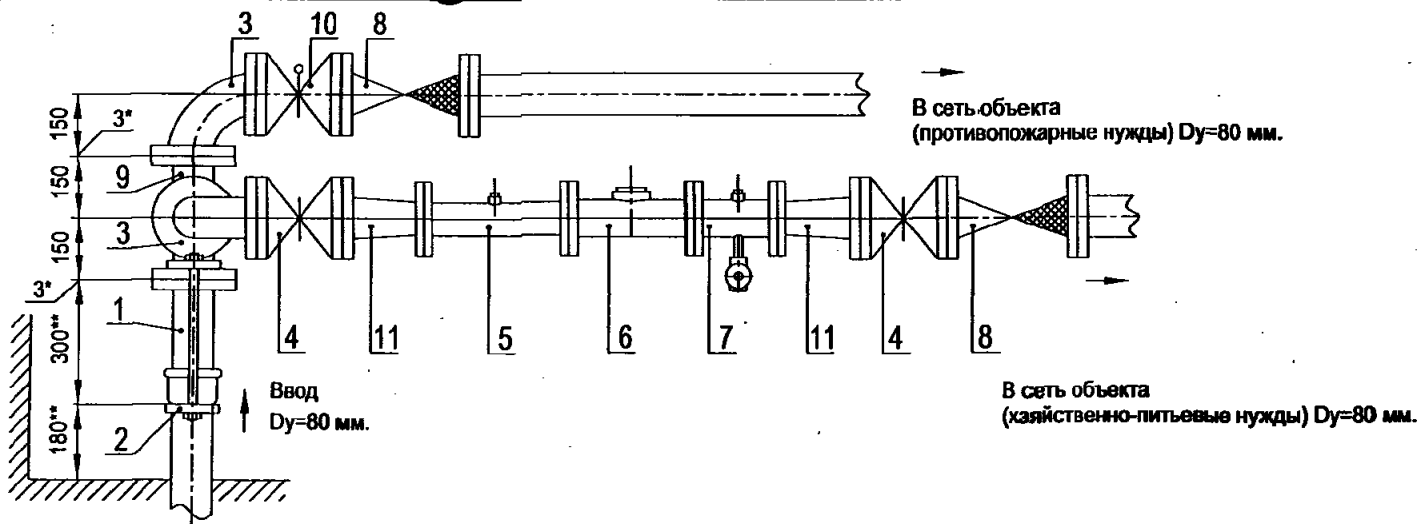 3 10 8
150
3*
В сеть объекта
(противопожарные нужды) Dy=80 мм.
9
150
3
150
3*
1
300**
4 11 5 6 7 11 4 8
Ввод
Dy=80 мм.
В сеть объекта
(хзяйственно-питьевые нужды) Dy=80 мм.
2
180**